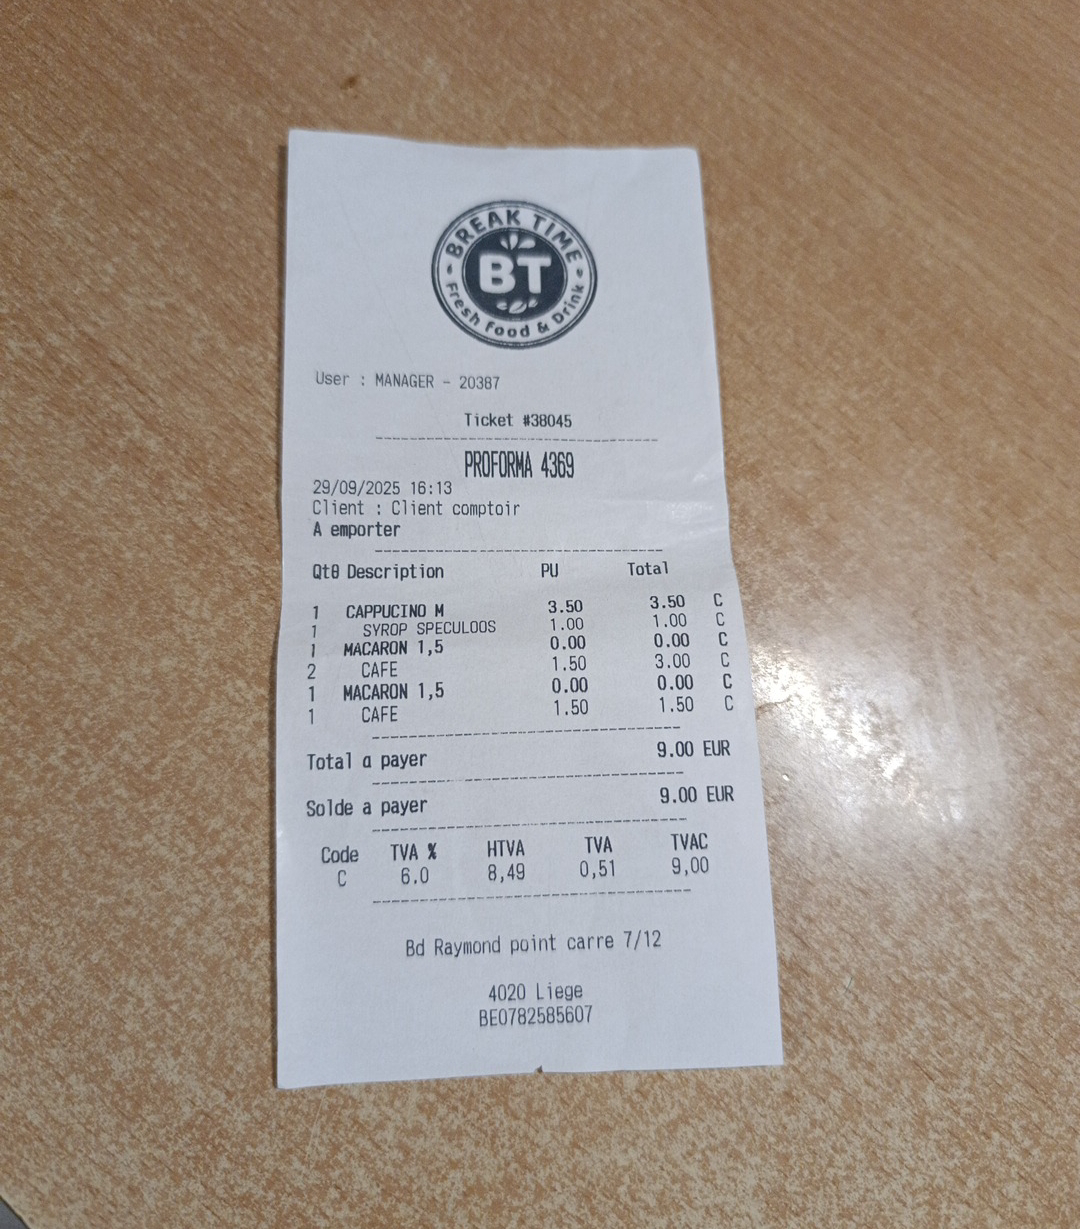 BREAK TIME
BT
Fresh Food & Drink
User : MANAGER - 20387
Ticket #38045
PROFORMA 4369
29/09/2025 16:13
Client : Client comptoir
A emporter
Qté Description PU Total
1 CAPPUCINO M 3.50 3.50 C
1 SYROP SPECULOOS 1.00 1.00 C
1 MACARON 1,5 0.00 0.00 C
2 CAFE 1.50 3.00 C
1 MACARON 1,5 0.00 0.00 C
1 CAFE 1.50 1.50 C
Total a payer 9.00 EUR
Solde a payer 9.00 EUR
Code TVA % HTVA TVA TVAC
C 6.0 8,49 0,51 9,00
Bd Raymond point carre 7/12
4020 Liege
BE0782585607